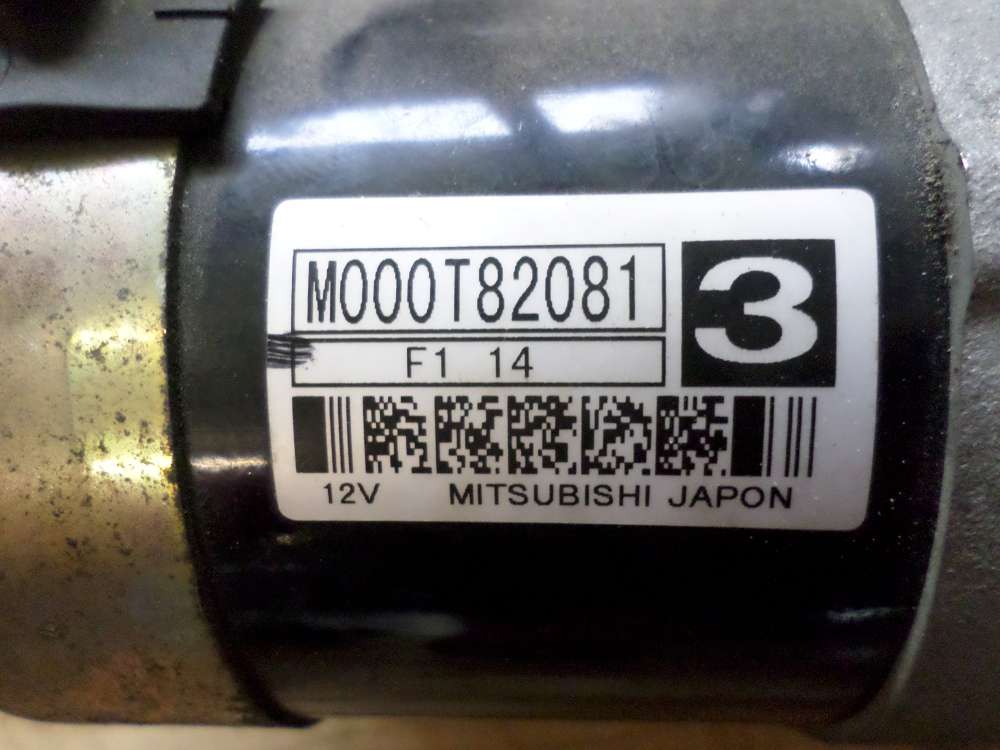 M000T82081
3
F1 14
12V MITSUBISHI JAPON